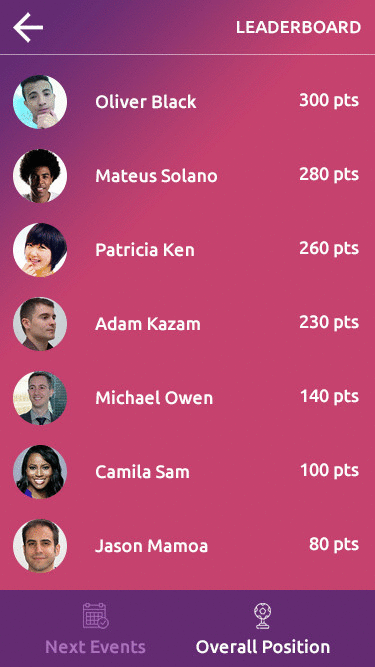 LEADERBOARD
Oliver Black 300 pts
Mateus Solano 280 pts
Patricia Ken 260 pts
Adam Kazam 230 pts
Michael Owen 140 pts
Camila Sam 100 pts
Jason Mamoa 80 pts
Next Events Overall Position